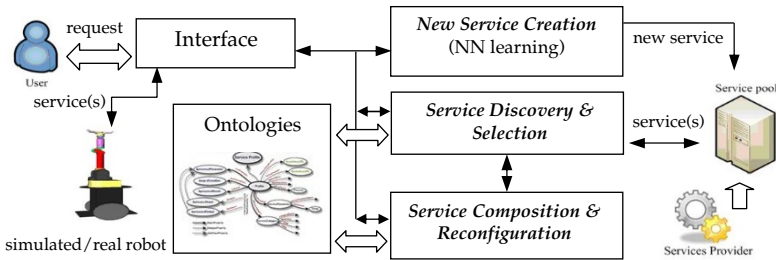 request
User
Interface
New Service Creation
(NN learning)
new service
service(s)
Service pool
Ontologies
Service Discovery &
Selection
service(s)
simulated/real robot
Service Composition &
Reconfiguration
Services Provider